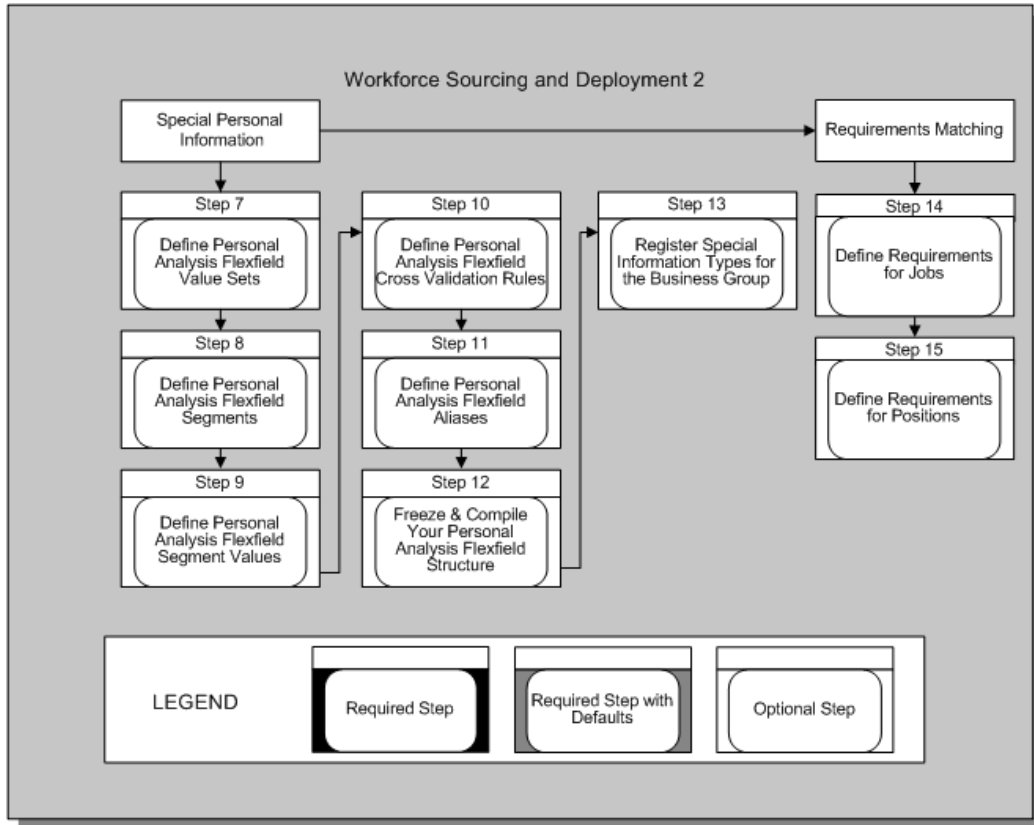 Workforce Sourcing and Deployment 2
Special Personal
Information
Requirements Matching
Step 7
Define Personal
Analysis Flexfield
Value Sets
Step 8
Define Personal
Analysis Flexfield
Segments
Step 9
Define Personal
Analysis Flexfield
Segment Values
Step 10
Define Personal
Analysis Flexfield
Cross Validation Rules
Step 11
Define Personal
Analysis Flexfield
Aliases
Step 12
Freeze & Compile
Your Personal
Analysis Flexfield
Structure
Step 13
Register Special
Information Types for
the Business Group
Step 14
Define Requirements
for Jobs
Step 15
Define Requirements
for Positions
LEGEND
Required Step
Required Step with
Defaults
Optional Step